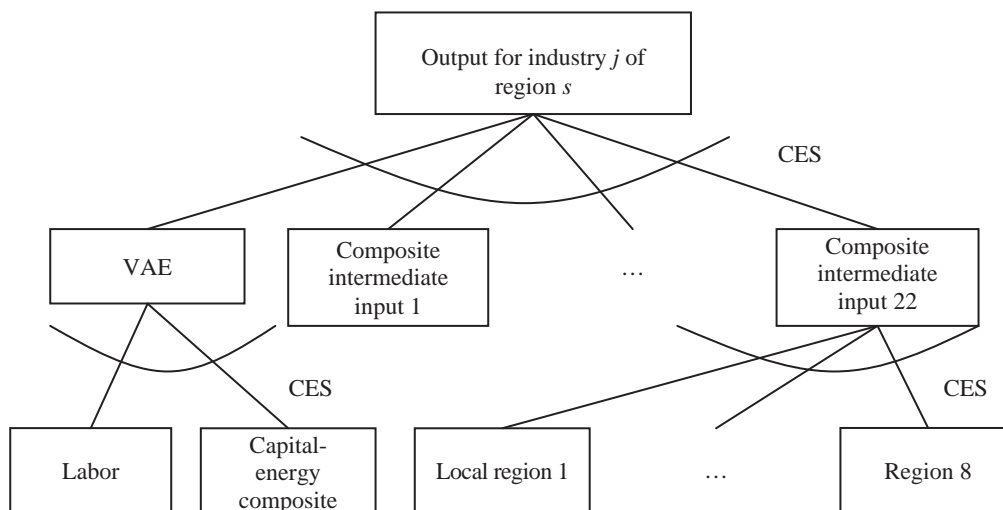 Output for industry j of
region s
CES
VAE
Composite
intermediate
input 1
…
Composite
intermediate
input 22
CES
CES
Labor
Capital-
energy
composite
Local region 1
…
Region 8